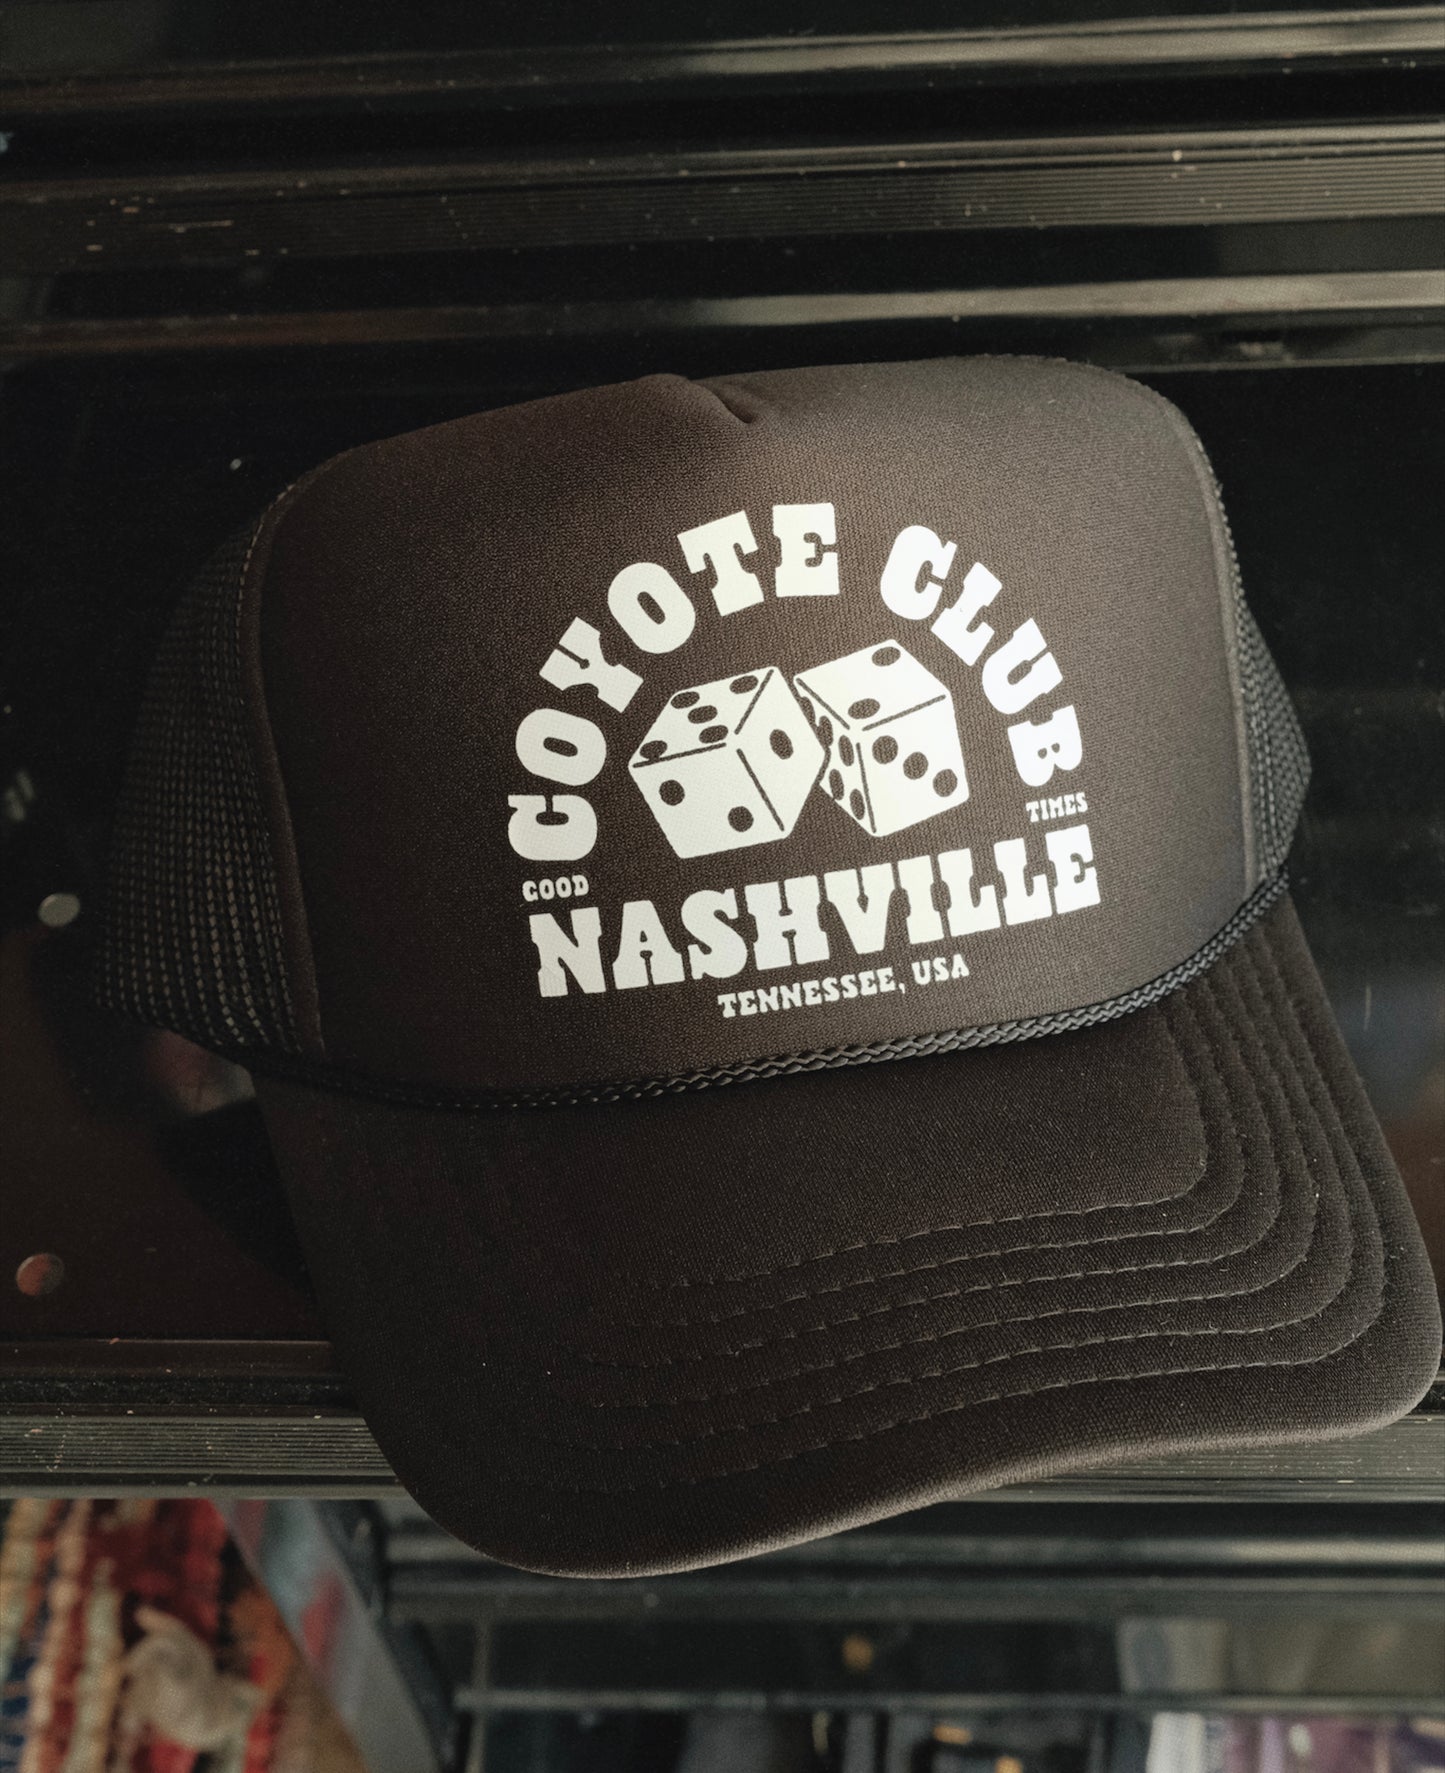 COYOTE CLUB
GOOD TIMES
NASHVILLE
TENNESSEE, USA